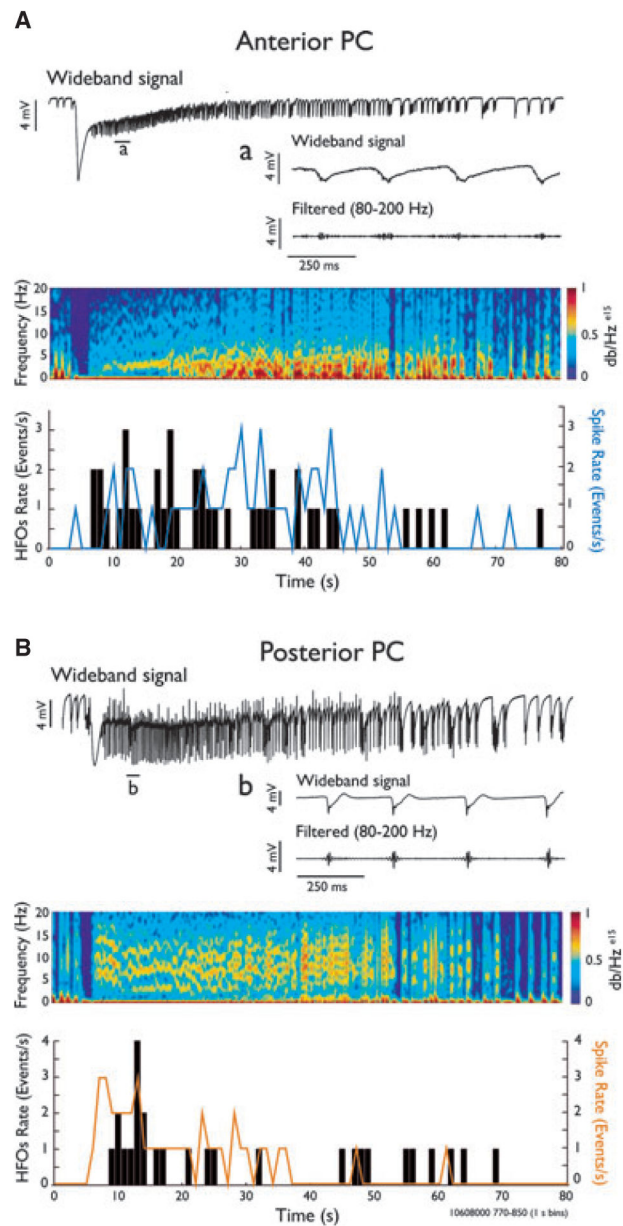 A
Anterior PC
Wideband signal
4 mV
a
a
Wideband signal
4 mV
Filtered (80-200 Hz)
4 mV
250 ms
Frequency (Hz)
20
15
10
5
0
1
0.5
0
db/Hz e15
HFOs Rate (Events/s)
3
2
1
0
Spike Rate (Events/s)
3
2
1
0
0 10 20 30 40 50 60 70 80
Time (s)
B
Posterior PC
Wideband signal
4 mV
b
b
Wideband signal
4 mV
Filtered (80-200 Hz)
4 mV
250 ms
Frequency (Hz)
20
15
10
5
0
1
0.5
0
db/Hz e15
HFOs Rate (Events/s)
4
3
2
1
0
Spike Rate (Events/s)
4
3
2
1
0
0 10 20 30 40 50 60 70 80
Time (s)
10608000 770-850 (1 s bins)